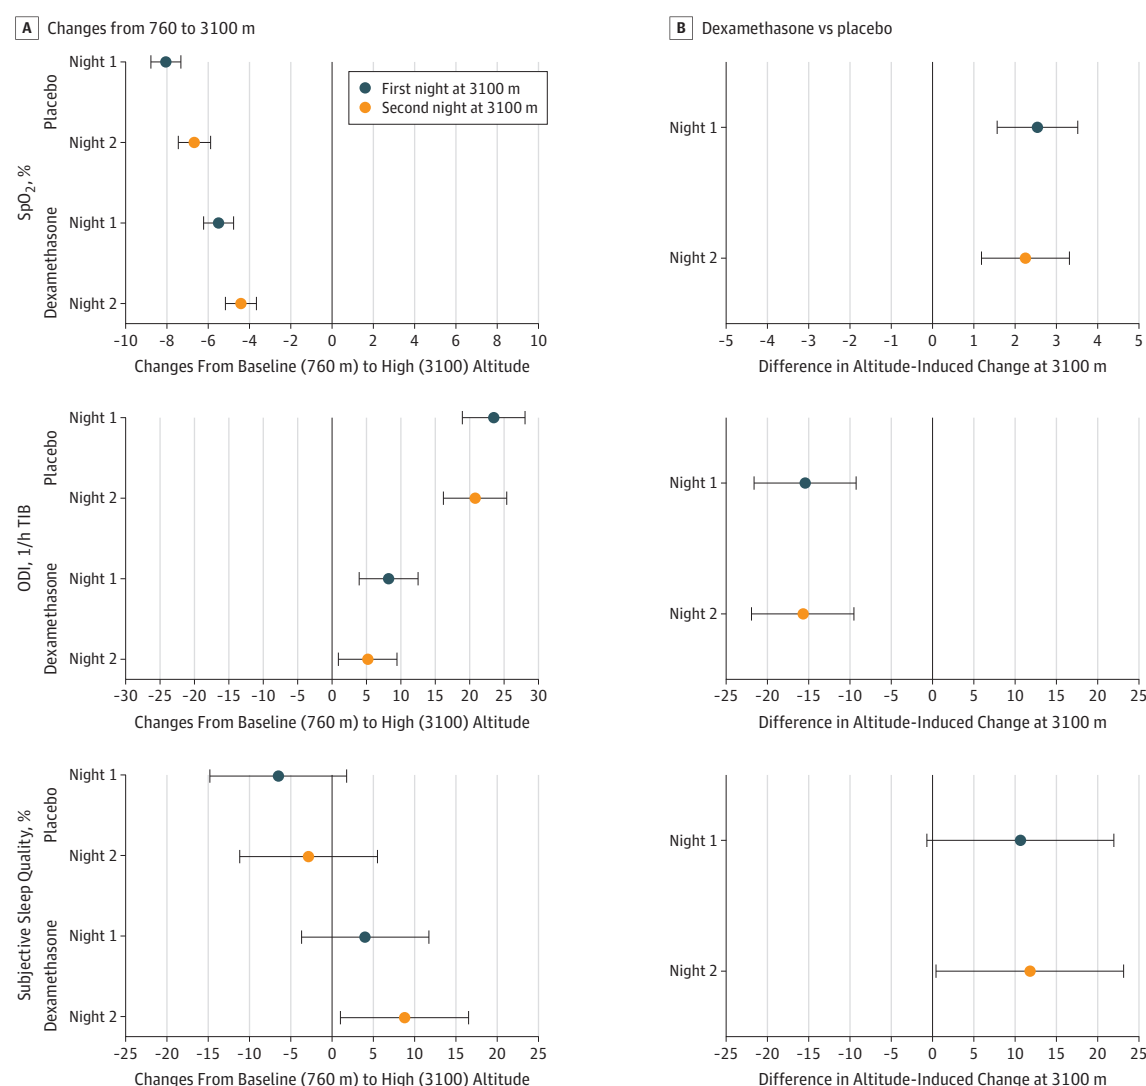 A Changes from 760 to 3100 m
SpO2, %
Placebo
Dexamethasone
Night 1
Night 2
Night 1
Night 2
First night at 3100 m
Second night at 3100 m
-10 -8 -6 -4 -2 0 2 4 6 8 10
Changes From Baseline (760 m) to High (3100) Altitude
ODI, 1/h TIB
Placebo
Dexamethasone
Night 1
Night 2
Night 1
Night 2
-30 -25 -20 -15 -10 -5 0 5 10 15 20 25 30
Changes From Baseline (760 m) to High (3100) Altitude
Subjective Sleep Quality, %
Placebo
Dexamethasone
Night 1
Night 2
Night 1
Night 2
-25 -20 -15 -10 -5 0 5 10 15 20 25
Changes From Baseline (760 m) to High (3100) Altitude
B Dexamethasone vs placebo
Night 1
Night 2
-5 -4 -3 -2 -1 0 1 2 3 4 5
Difference in Altitude-Induced Change at 3100 m
Night 1
Night 2
-25 -20 -15 -10 -5 0 5 10 15 20 25
Difference in Altitude-Induced Change at 3100 m
Night 1
Night 2
-25 -20 -15 -10 -5 0 5 10 15 20 25
Difference in Altitude-Induced Change at 3100 m